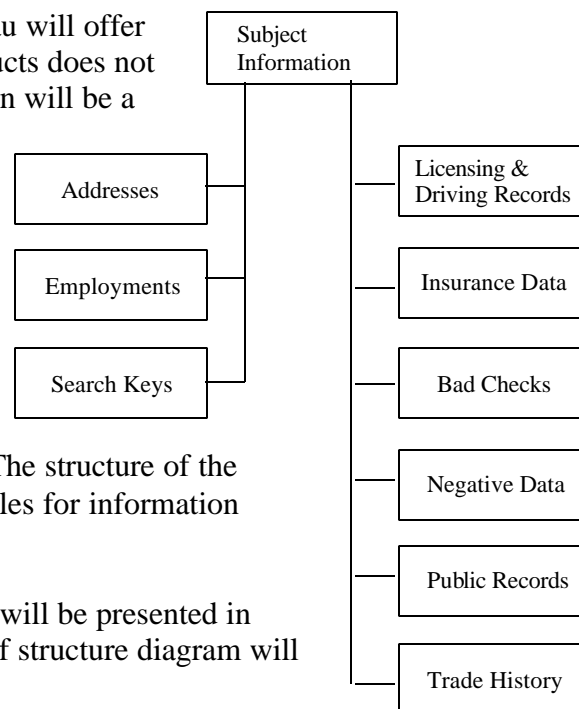 u will offer
ucts does not
n will be a
Subject
Information
Addresses
Employments
Search Keys
Licensing &
Driving Records
Insurance Data
Bad Checks
Negative Data
Public Records
Trade History
The structure of the
les for information
will be presented in
f structure diagram will